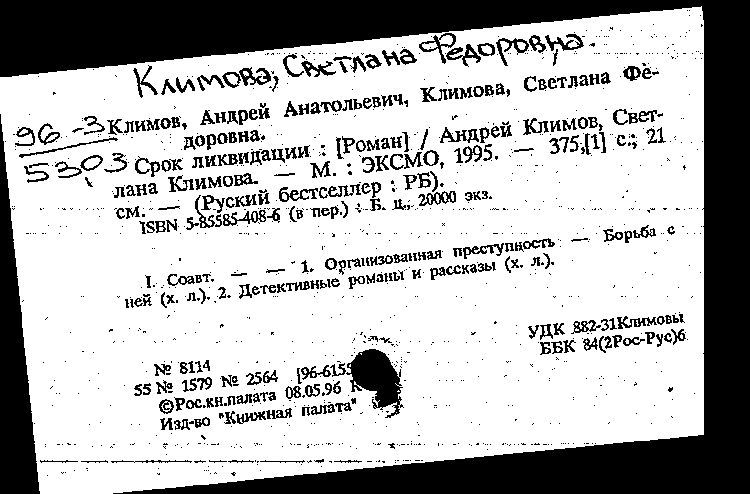 Климова, Светлана Федоровна.
96-3
5303
Климов, Андрей Анатольевич, Климова, Светлана Фе-
доровна.
Срок ликвидации : [Роман] / Андрей Климов, Свет-
лана Климова. — М. : ЭКСМО, 1995. — 375,[1] с.; 21
см. — (Руский бестселлер : РБ).
ISBN 5-85585-408-6 (в пер.) : Б. ц., 20000 экз.
I. Соавт. — — 1. Организованная преступность — Борьба с
ней (х. л.). 2. Детективные романы и рассказы (х. л.).
УДК 882-31Климовы
ББК 84(2Рос-Рус)6
№ 8114
55 № 1579 № 2564 [96-6155
©Рос.кн.палата 08.05.96
Изд-во "Книжная палата"